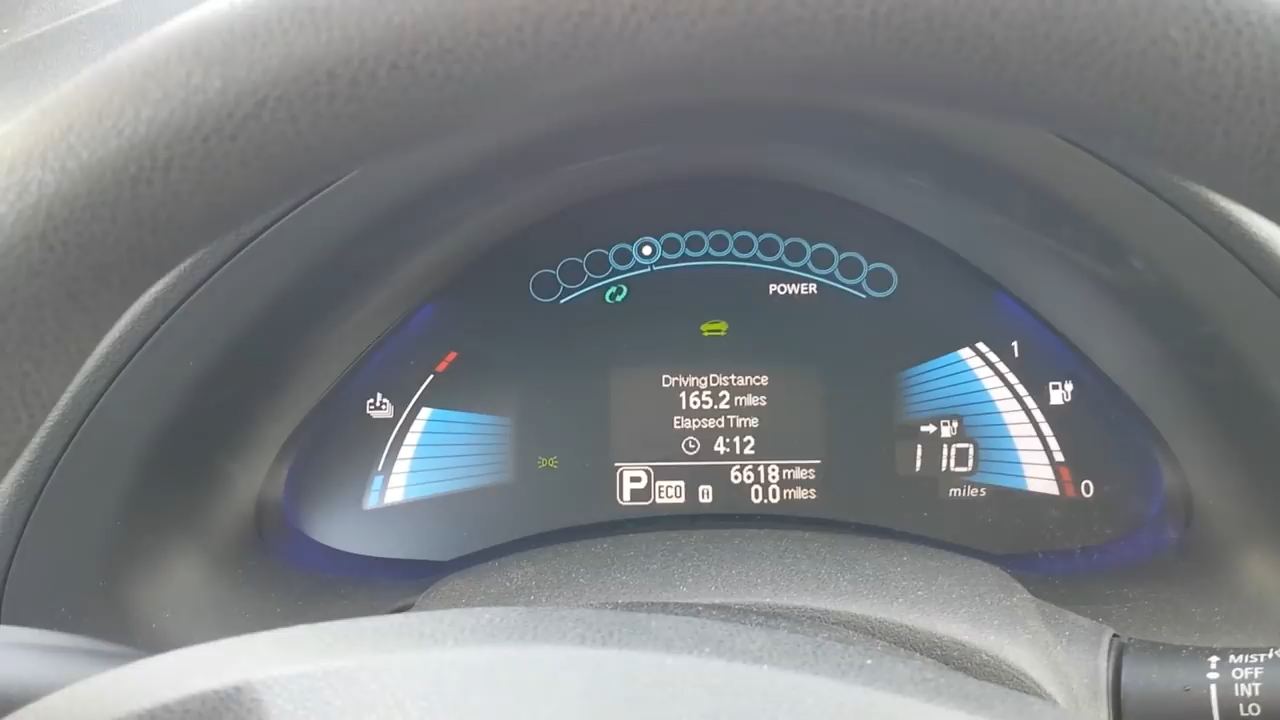 POWER
1
Driving Distance
165.2 miles
Elapsed Time
4:12
110
miles
0
P ECO
6618 miles
0.0 miles
MIST
OFF
INT
LO